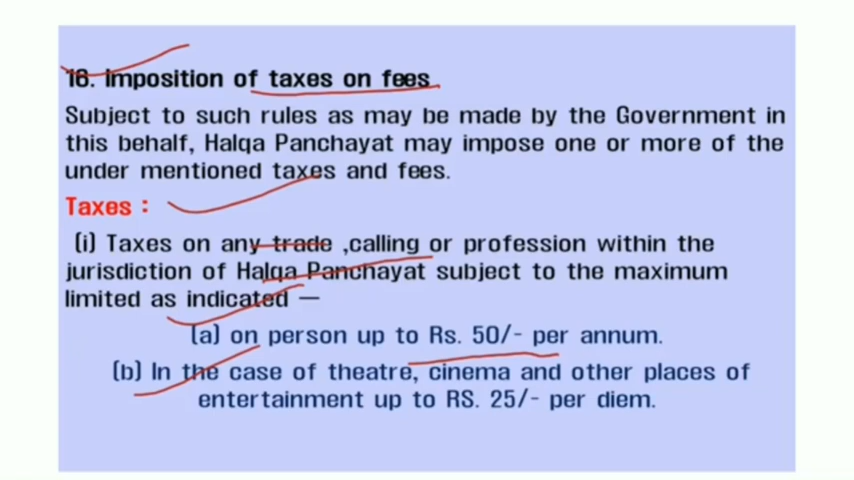 16. Imposition of taxes on fees
Subject to such rules as may be made by the Government in
this behalf, Halqa Panchayat may impose one or more of the
under mentioned taxes and fees.
Taxes :
(i) Taxes on any trade ,calling or profession within the
jurisdiction of Halqa Panchayat subject to the maximum
limited as indicated —
(a) on person up to Rs. 50/- per annum.
(b) In the case of theatre, cinema and other places of
entertainment up to RS. 25/- per diem.